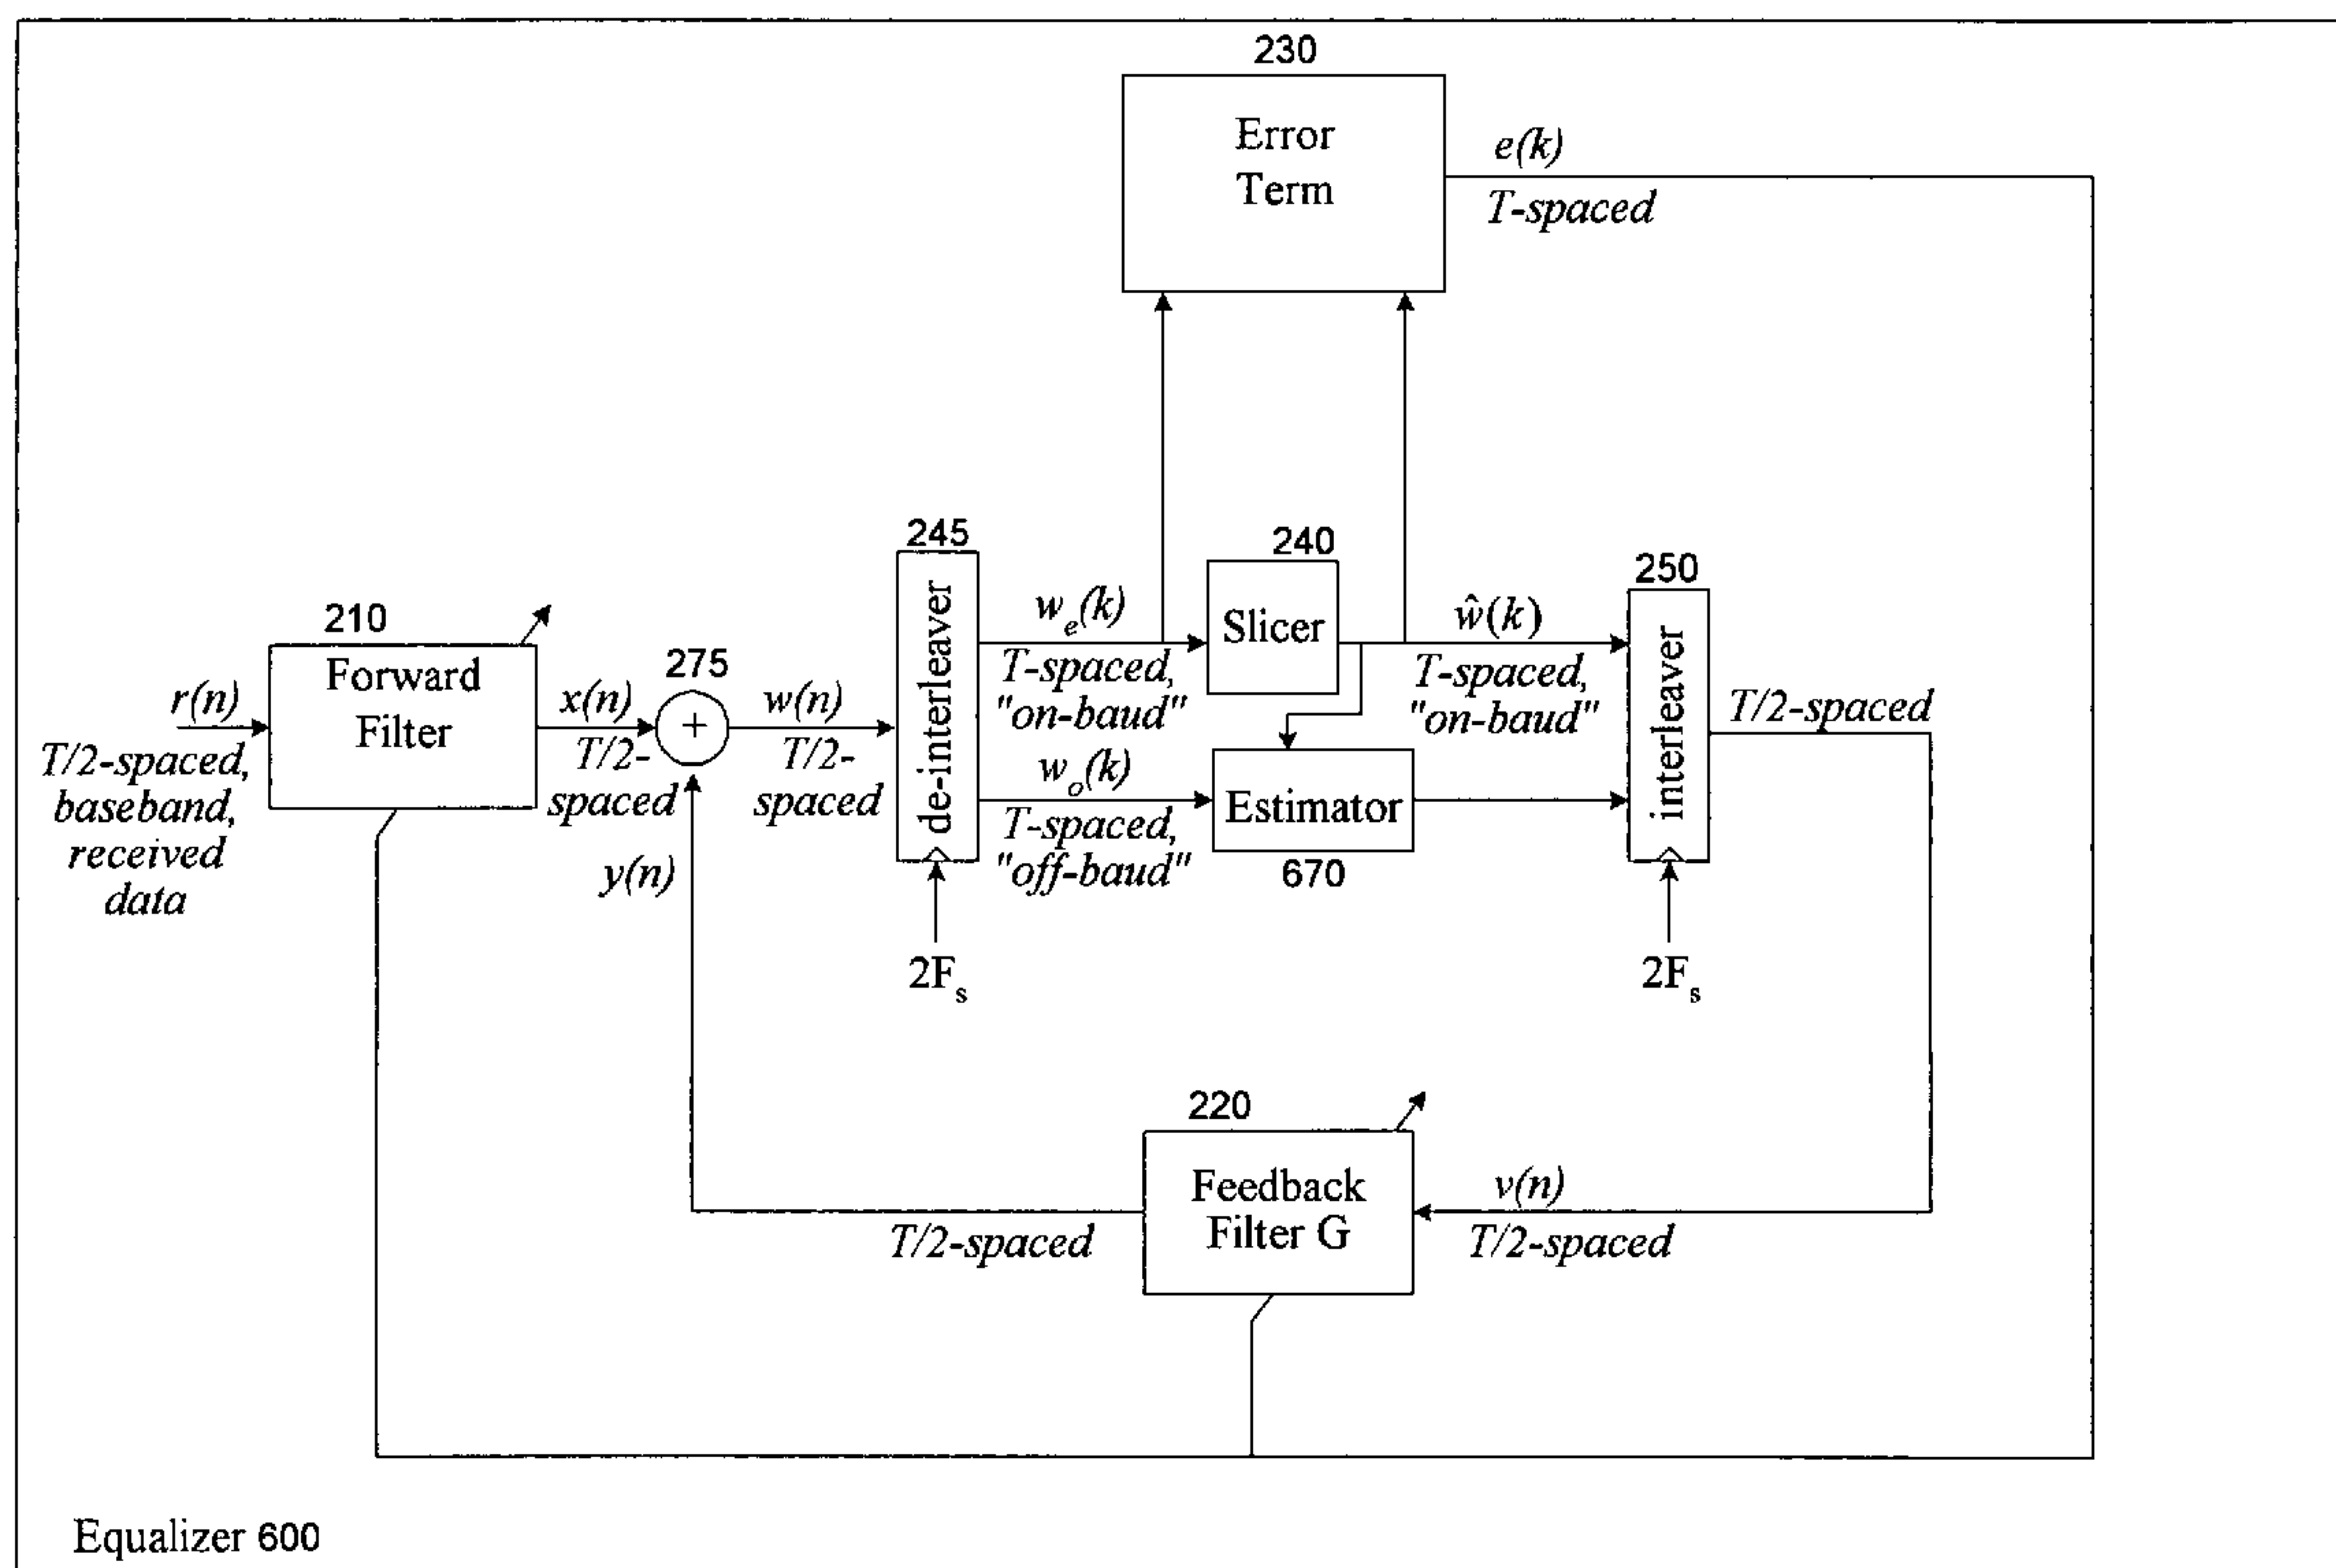 230
Error
Term
e(k)
T-spaced
245
240
250
210
275
de-interleaver
w_e(k)
T-spaced,
"on-baud"
Slicer
ŵ(k)
T-spaced,
"on-baud"
interleaver
T/2-spaced
r(n)
T/2-spaced,
baseband,
received
data
Forward
Filter
x(n)
T/2-
spaced
+
w(n)
T/2-
spaced
w_o(k)
T-spaced,
"off-baud"
Estimator
670
y(n)
2F_s
2F_s
220
Feedback
Filter G
v(n)
T/2-spaced
T/2-spaced
Equalizer 600